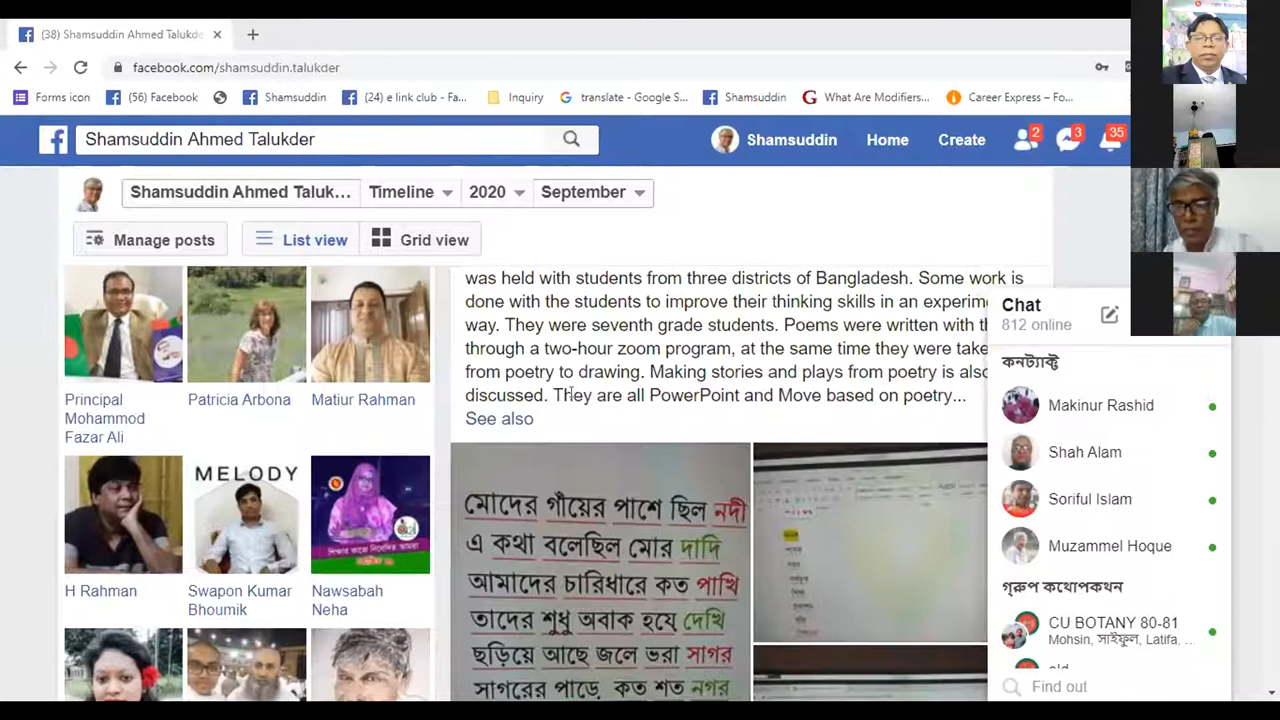 (38) Shamsuddin Ahmed Talukde
facebook.com/shamsuddin.talukder
Forms icon
(56) Facebook
Shamsuddin
(24) e link club - Fa...
Inquiry
translate - Google S...
Shamsuddin
What Are Modifiers...
Career Express – Fo...
Shamsuddin Ahmed Talukder
Shamsuddin
Home
Create
2
3
35
Shamsuddin Ahmed Taluk...
Timeline
2020
September
Manage posts
List view
Grid view
Principal
Mohammod
Fazar Ali
Patricia Arbona
Matiur Rahman
MELODY
H Rahman
Swapon Kumar
Bhoumik
Nawsabah
Neha
was held with students from three districts of Bangladesh. Some work is
done with the students to improve their thinking skills in an experime
way. They were seventh grade students. Poems were written with th
through a two-hour zoom program, at the same time they were take
from poetry to drawing. Making stories and plays from poetry is also
discussed. They are all PowerPoint and Move based on poetry...
See also
মোদের গাঁয়ের পাশে ছিল নদী
এ কথা বলেছিল মোর দাদি
আমাদের চারিধারে কত পাখি
তাদের শুধু অবাক হয়ে দেখি
ছড়িয়ে আছে জলে ভরা সাগর
সাগরের পাড়ে কত শত নগর
Chat
812 online
কনট্যাক্ট
Makinur Rashid
Shah Alam
Soriful Islam
Muzammel Hoque
গ্রুপ কথোপকথন
CU BOTANY 80-81
Mohsin, সাইফুল, Latifa, ...
Find out